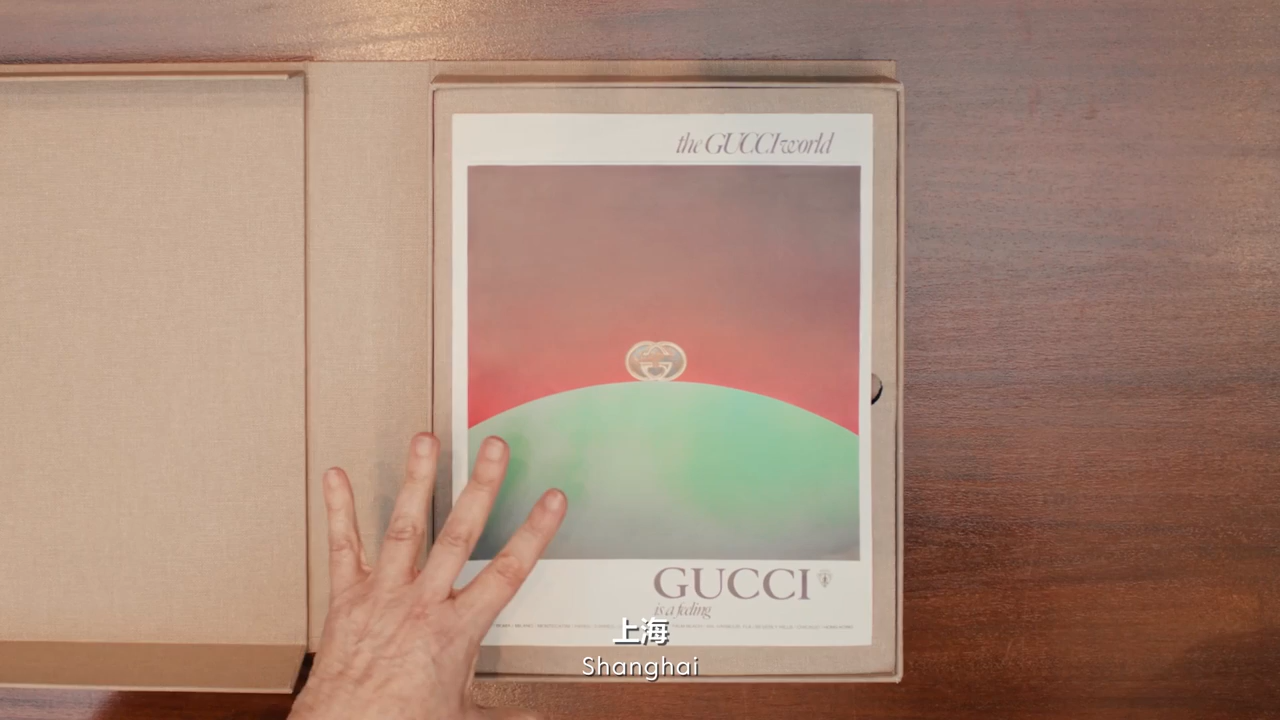 the GUCCI world
GUCCI
is a feeling
上海
Shanghai